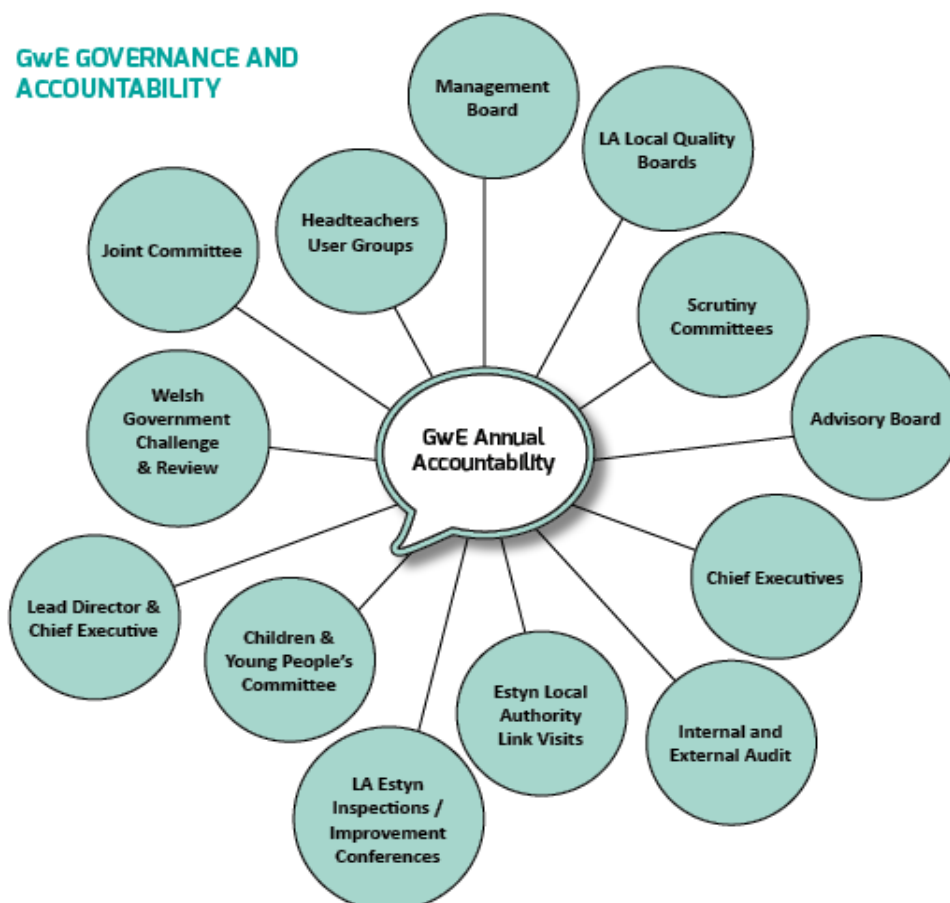 GwE GOVERNANCE AND
ACCOUNTABILITY
Management
Board
LA Local Quality
Boards
Headteachers
User Groups
Joint Committee
Scrutiny
Committees
Advisory Board
Welsh
Government
Challenge
& Review
GwE Annual
Accountability
Chief Executives
Lead Director &
Chief Executive
Children &
Young People's
Committee
Estyn Local
Authority
Link Visits
Internal and
External Audit
LA Estyn
Inspections /
Improvement
Conferences